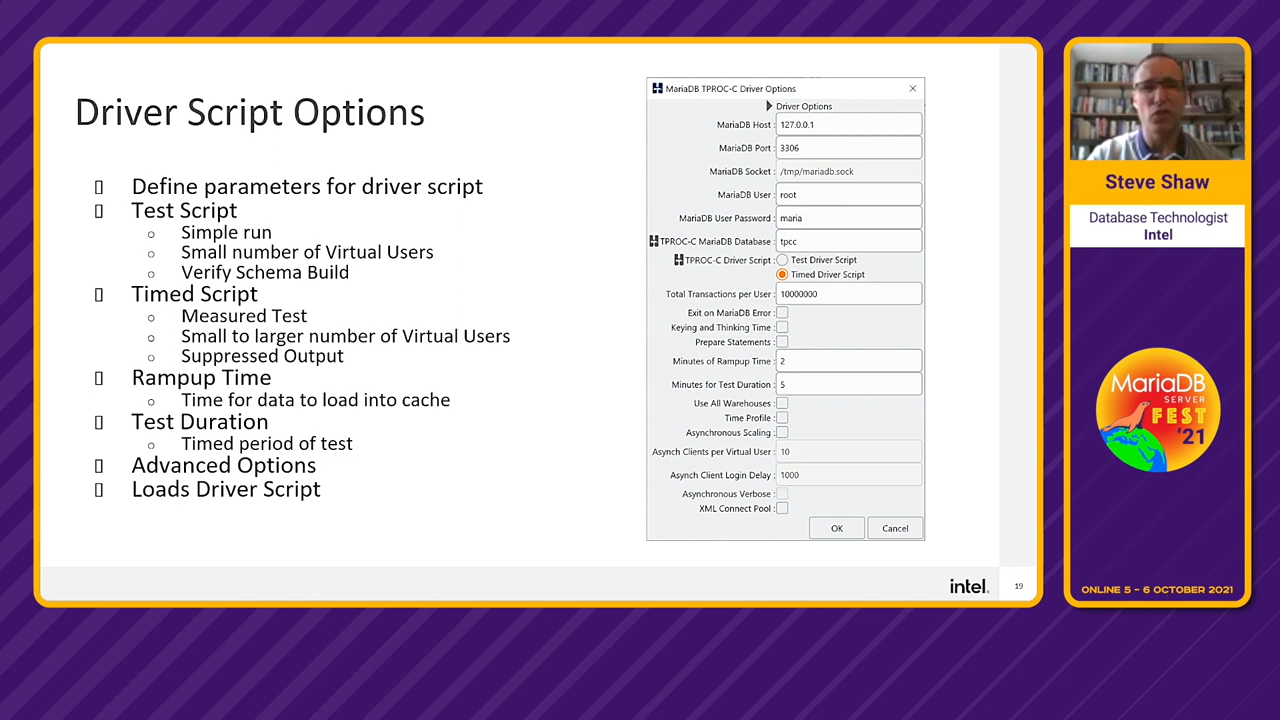 Driver Script Options
Define parameters for driver script
Test Script
Simple run
Small number of Virtual Users
Verify Schema Build
Timed Script
Measured Test
Small to larger number of Virtual Users
Suppressed Output
Rampup Time
Time for data to load into cache
Test Duration
Timed period of test
Advanced Options
Loads Driver Script
MariaDB TPROC-C Driver Options
Driver Options
MariaDB Host : 127.0.0.1
MariaDB Port : 3306
MariaDB Socket : /tmp/mariadb.sock
MariaDB User : root
MariaDB User Password : maria
TPROC-C MariaDB Database : tpcc
TPROC-C Driver Script : Test Driver Script
Timed Driver Script
Total Transactions per User : 10000000
Exit on MariaDB Error :
Keying and Thinking Time :
Prepare Statements :
Minutes of Rampup Time : 2
Minutes for Test Duration : 5
Use All Warehouses :
Time Profile :
Asynchronous Scaling :
Asynch Clients per Virtual User : 10
Asynch Client Login Delay : 1000
Asynchronous Verbose :
XML Connect Pool :
OK Cancel
intel.
19
Steve Shaw
Database Technologist
Intel
MariaDB
SERVER
FEST
'21
ONLINE 5 - 6 OCTOBER 2021